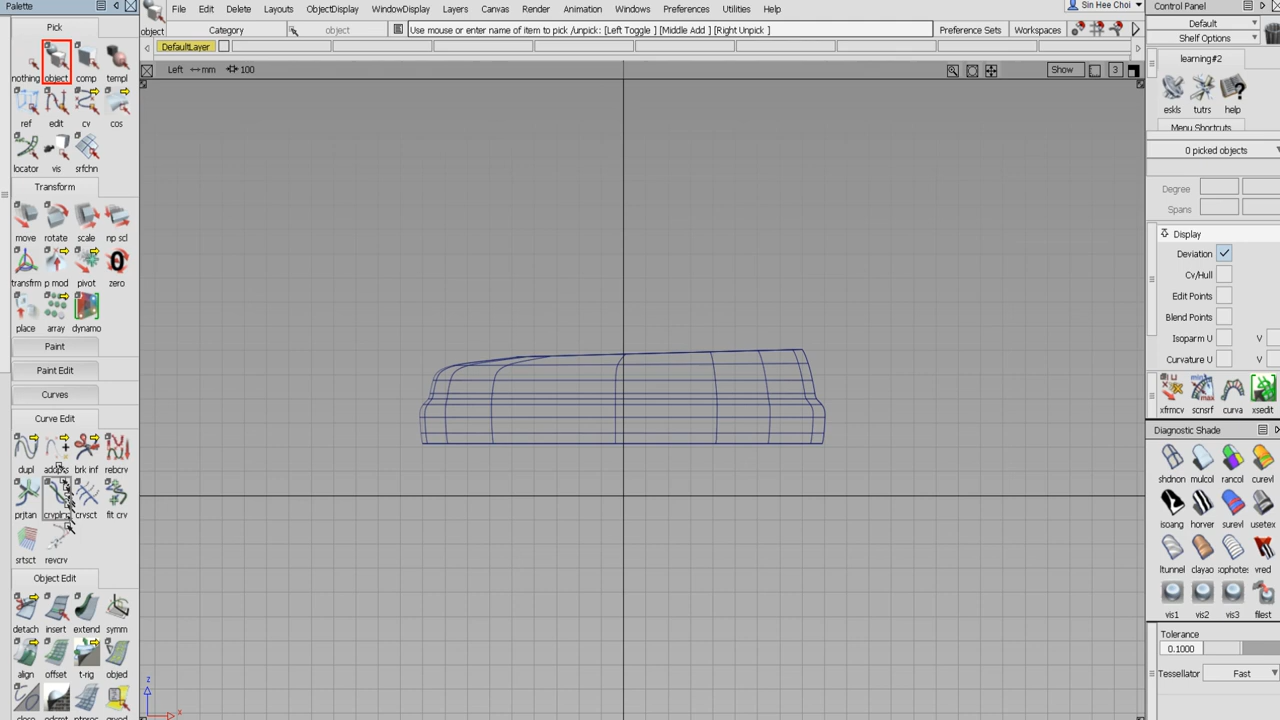 Palette
File Edit Delete Layouts ObjectDisplay WindowDisplay Layers Canvas Render Animation Windows Preferences Utilities Help
Sin Hee Choi
Control Panel
object Category object Use mouse or enter name of item to pick /unpick: [Left Toggle ] [Middle Add ] [Right Unpick ] Preference Sets Workspaces
Default
Shelf Options
DefaultLayer
Left mm 100 Show 3
Pick
nothing object comp templ
ref edit cv cos
locator vis srfchn
Transform
move rotate scale np scl
transfrm p mod pivot zero
place array dynamo
Paint
Paint Edit
Curves
Curve Edit
dupl brk inf rebcrv
prjtan crvsct fit crv
srtsct revcrv
Object Edit
detach insert extend symm
align offset t-rig objed
z
x
learning#2
eskls tutrs help
Menu Shortcuts
0 picked objects
Degree
Spans
Display
Deviation
Cv/Hull
Edit Points
Blend Points
Isoparm U V
Curvature U V
xfrmcv scnsrf curva xsedit
Diagnostic Shade
shdnon mulcol rancol curevl
isoang horver surevl usetex
ltunnel clayao sophotes vred
vis1 vis2 vis3 filest
Tolerance
0.1000
Tessellator Fast